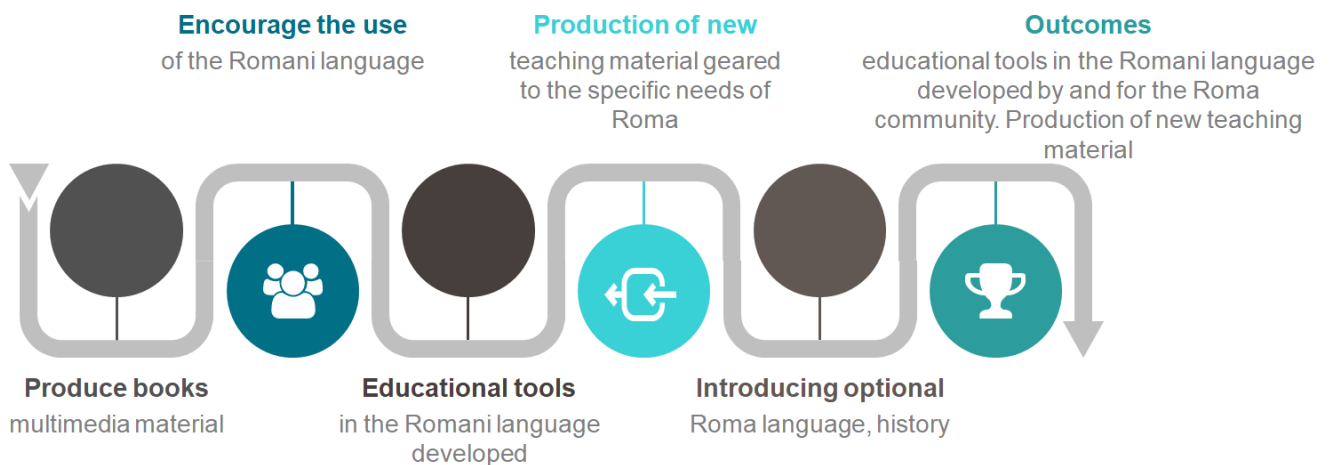 Encourage the use
of the Romani language
Production of new
teaching material geared
to the specific needs of
Roma
Outcomes
educational tools in the Romani language
developed by and for the Roma
community. Production of new teaching
material
Produce books
multimedia material
Educational tools
in the Romani language
developed
Introducing optional
Roma language, history